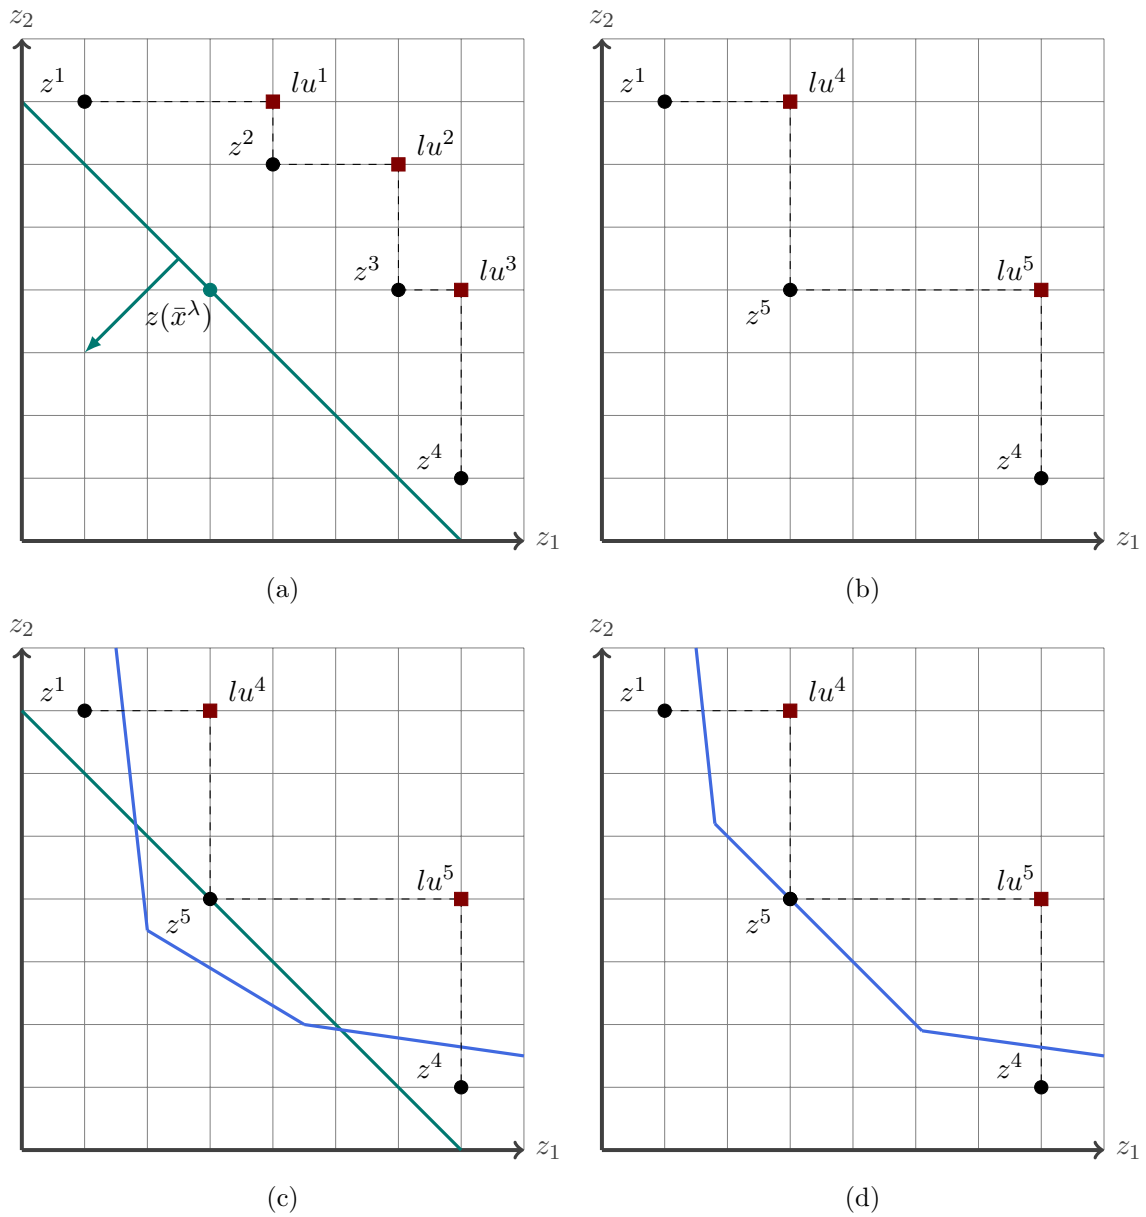 z₂
z¹
lu¹
z²
lu²
z³
lu³
z(x̄^λ)
z⁴
z₁
(a)
z₂
z¹
lu⁴
lu⁵
z⁵
z⁴
z₁
(b)
z₂
z¹
lu⁴
lu⁵
z⁵
z⁴
z₁
(c)
z₂
z¹
lu⁴
lu⁵
z⁵
z⁴
z₁
(d)